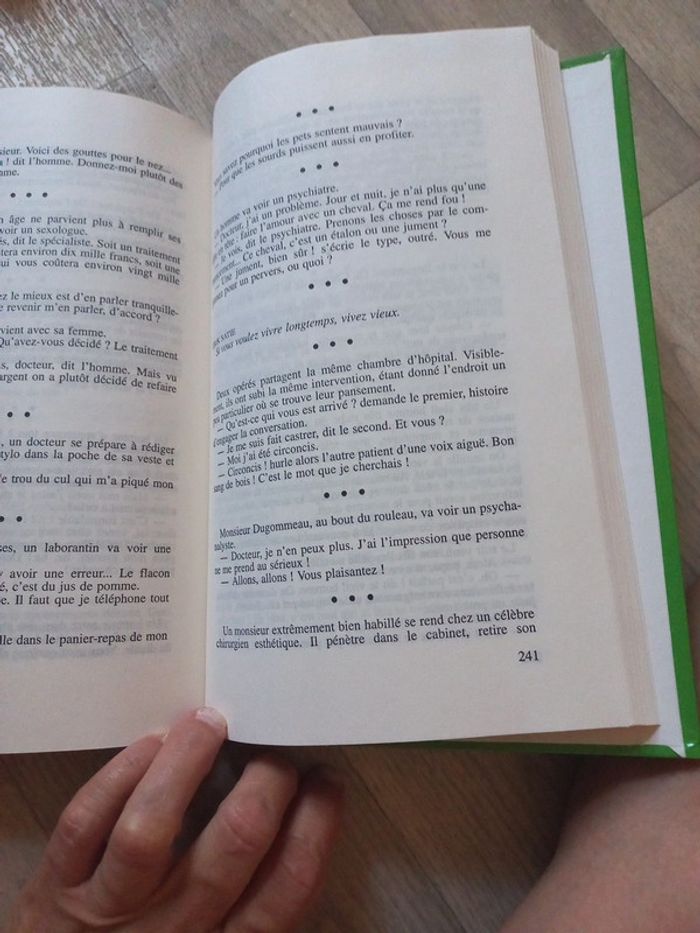 sieur. Voici des gouttes pour le nez...
! dit l'homme. Donnez-moi plutôt des
• • •
âge ne parvient plus à remplir ses
voir un sexologue.
dit le spécialiste. Soit un traitement
tera environ dix mille francs, soit une
ui vous coûtera environ vingt mille
z le mieux est d'en parler tranquille-
e revenir m'en parler, d'accord ?
vient avec sa femme.
Qu'avez-vous décidé ? Le traitement
s, docteur, dit l'homme. Mais vu
argent on a plutôt décidé de refaire
• •
, un docteur se prépare à rédiger
tylo dans la poche de sa veste et
e trou du cul qui m'a piqué mon
• •
ses, un laborantin va voir une
y avoir une erreur... Le flacon
é, c'est du jus de pomme.
e. Il faut que je téléphone tout
lle dans le panier-repas de mon
• • •
savez pourquoi les pets sentent mauvais ?
Pour que les sourds puissent aussi en profiter.
• • •
homme va voir un psychiatre.
Docteur, j'ai un problème. Jour et nuit, je n'ai plus qu'une
tête : faire l'amour avec un cheval. Ça me rend fou !
Je vois, dit le psychiatre. Prenons les choses par le com-
mencement... Ce cheval, c'est un étalon ou une jument ?
Une jument, bien sûr ! s'écrie le type, outré. Vous me
pour un pervers, ou quoi ?
• • •
Si vous voulez vivre longtemps, vivez vieux.
• • •
Deux opérés partagent la même chambre d'hôpital. Visible-
ment, ils ont subi la même intervention, étant donné l'endroit un
peu particulier où se trouve leur pansement.
– Qu'est-ce qui vous est arrivé ? demande le premier, histoire
d'engager la conversation.
– Je me suis fait castrer, dit le second. Et vous ?
– Moi j'ai été circoncis.
– Circoncis ! hurle alors l'autre patient d'une voix aiguë. Bon
sang de bois ! C'est le mot que je cherchais !
• • •
Monsieur Dugommeau, au bout du rouleau, va voir un psycha-
nalyste.
– Docteur, je n'en peux plus. J'ai l'impression que personne
ne me prend au sérieux !
– Allons, allons ! Vous plaisantez !
• • •
Un monsieur extrêmement bien habillé se rend chez un célèbre
chirurgien esthétique. Il pénètre dans le cabinet, retire son
241